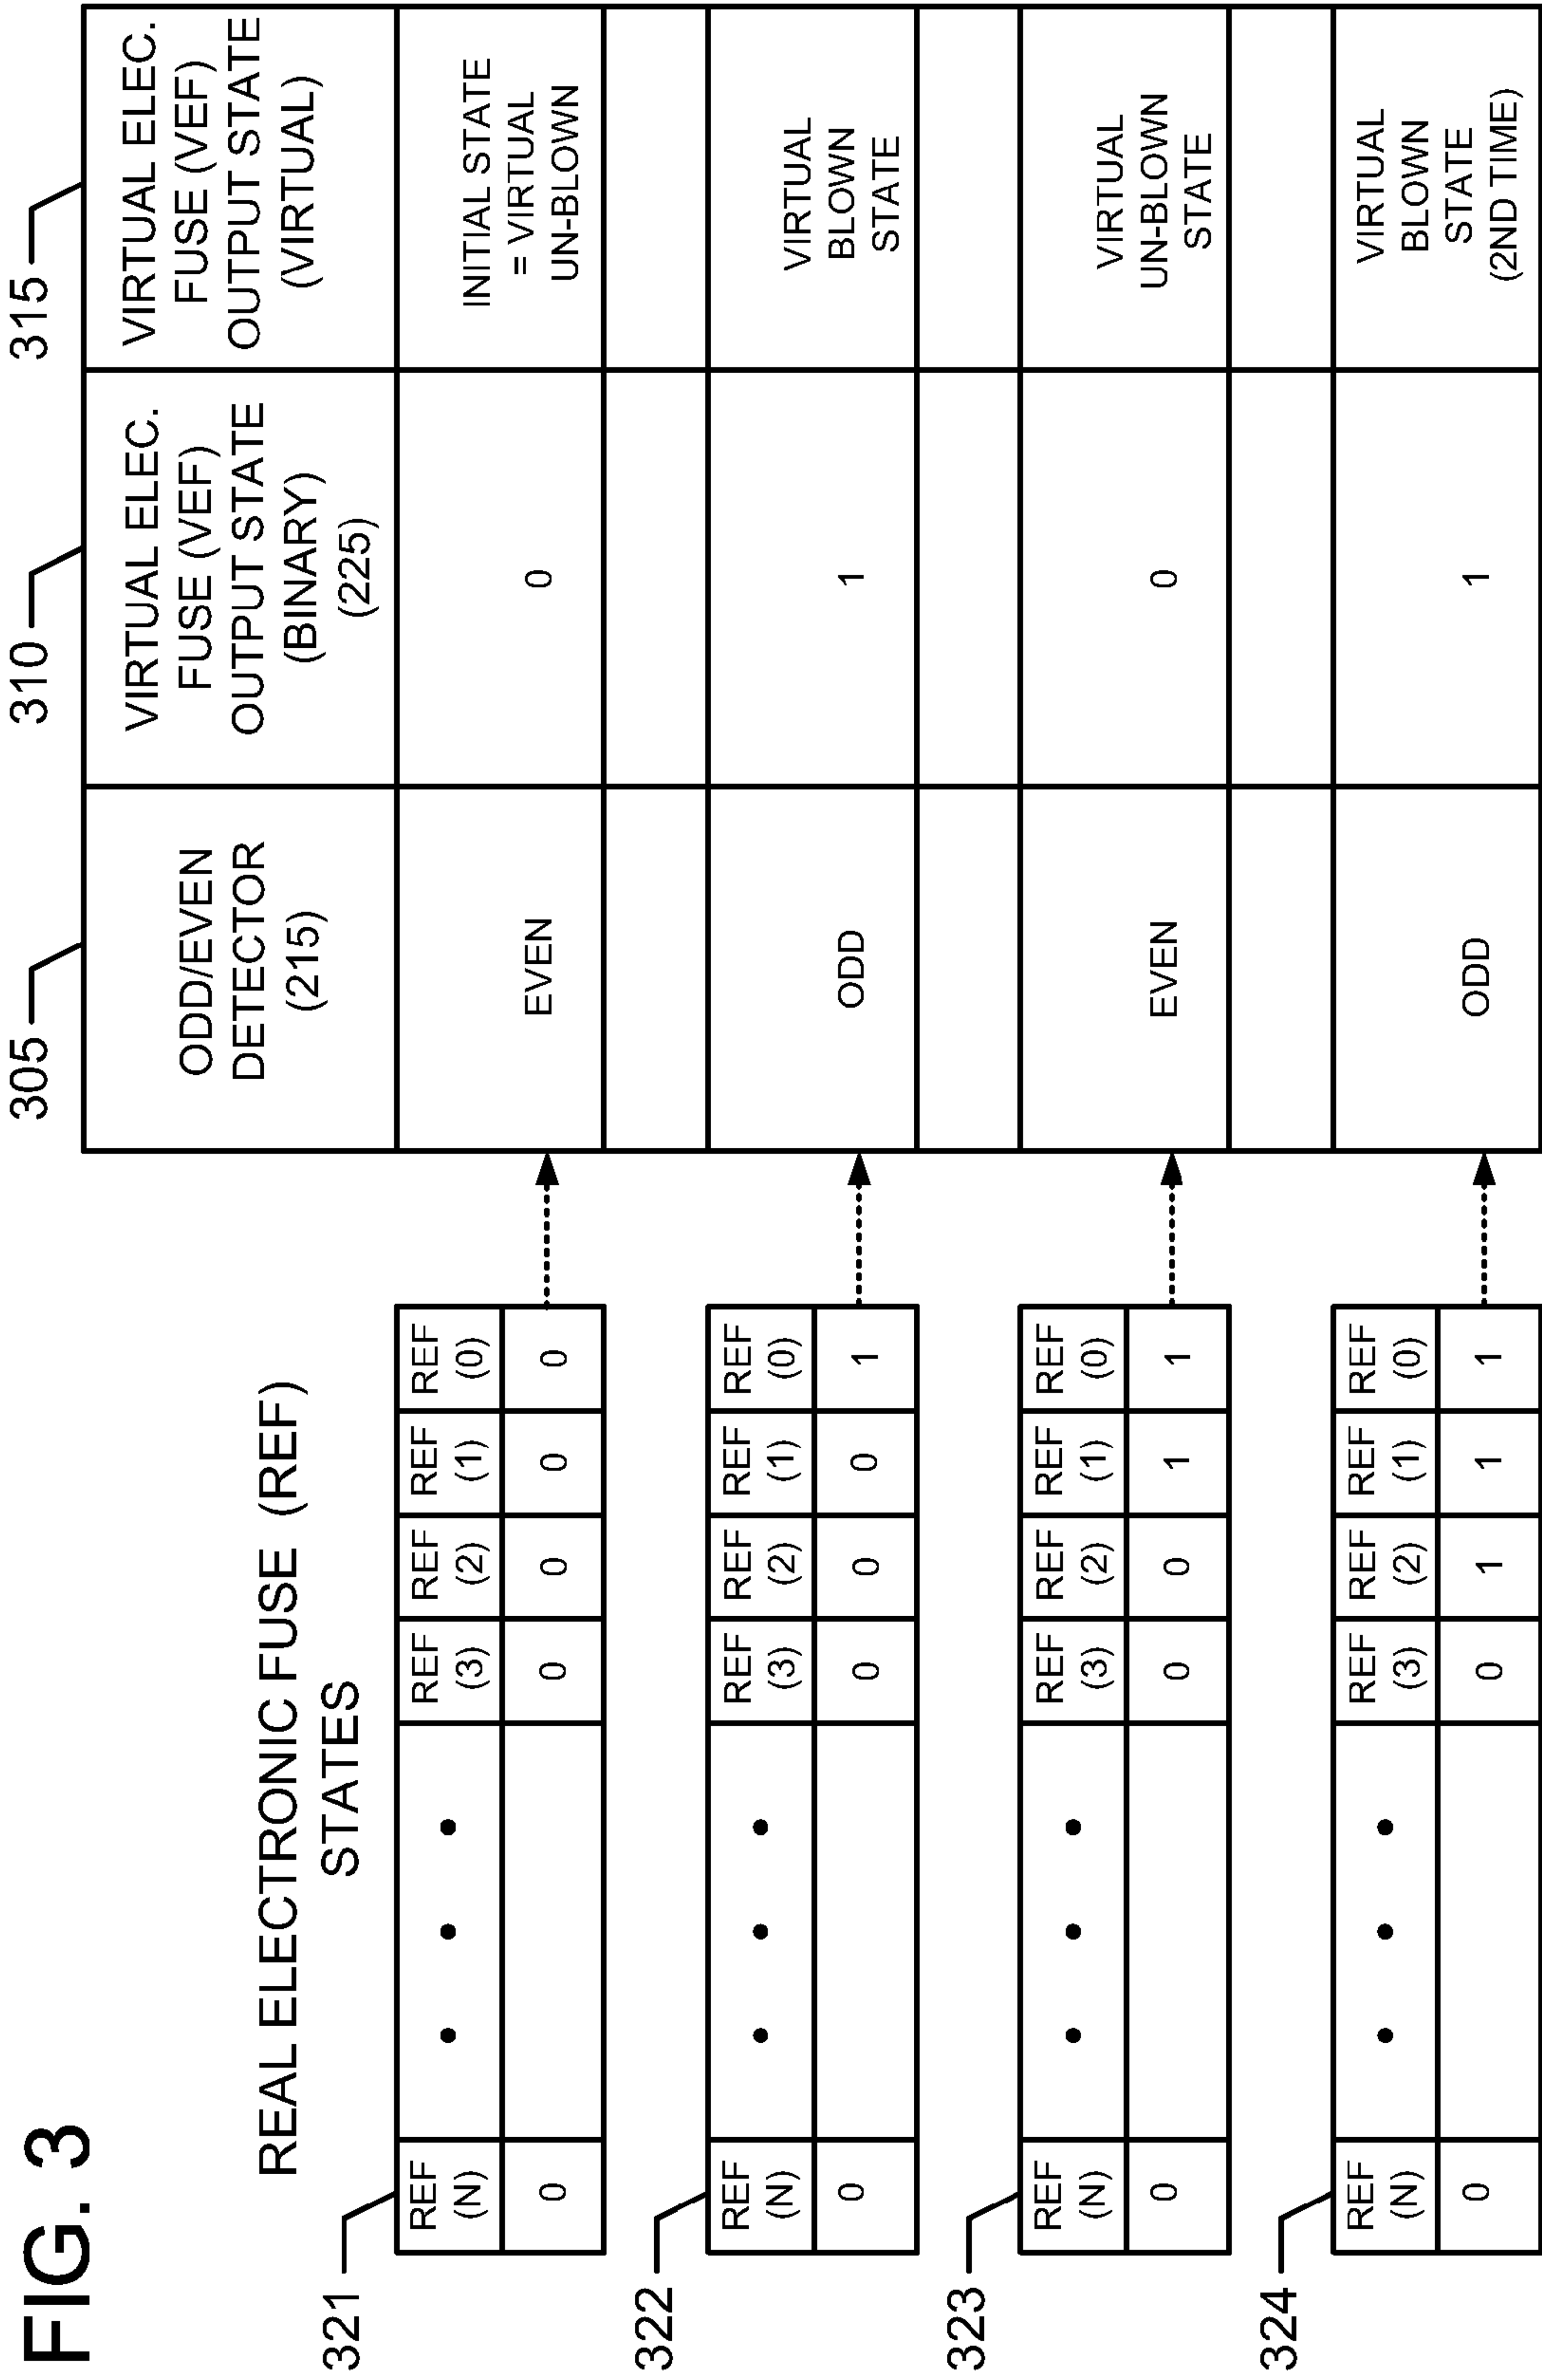 FIG. 3
305
310
315
REAL ELECTRONIC FUSE (REF)
STATES
ODD/EVEN
DETECTOR
(215)
VIRTUAL ELEC.
FUSE (VEF)
OUTPUT STATE
(BINARY)
(225)
VIRTUAL ELEC.
FUSE (VEF)
OUTPUT STATE
(VIRTUAL)
321
REF
(N)
• • •
REF
(3)
REF
(2)
REF
(1)
REF
(0)
0 0 0 0 0
EVEN
0
INITIAL STATE
= VIRTUAL
UN-BLOWN
322
REF
(N)
• • •
REF
(3)
REF
(2)
REF
(1)
REF
(0)
0 0 0 0 1
ODD
1
VIRTUAL
BLOWN
STATE
323
REF
(N)
• • •
REF
(3)
REF
(2)
REF
(1)
REF
(0)
0 0 0 1 1
EVEN
0
VIRTUAL
UN-BLOWN
STATE
324
REF
(N)
• • •
REF
(3)
REF
(2)
REF
(1)
REF
(0)
0 0 1 1 1
ODD
1
VIRTUAL
BLOWN
STATE
(2ND TIME)